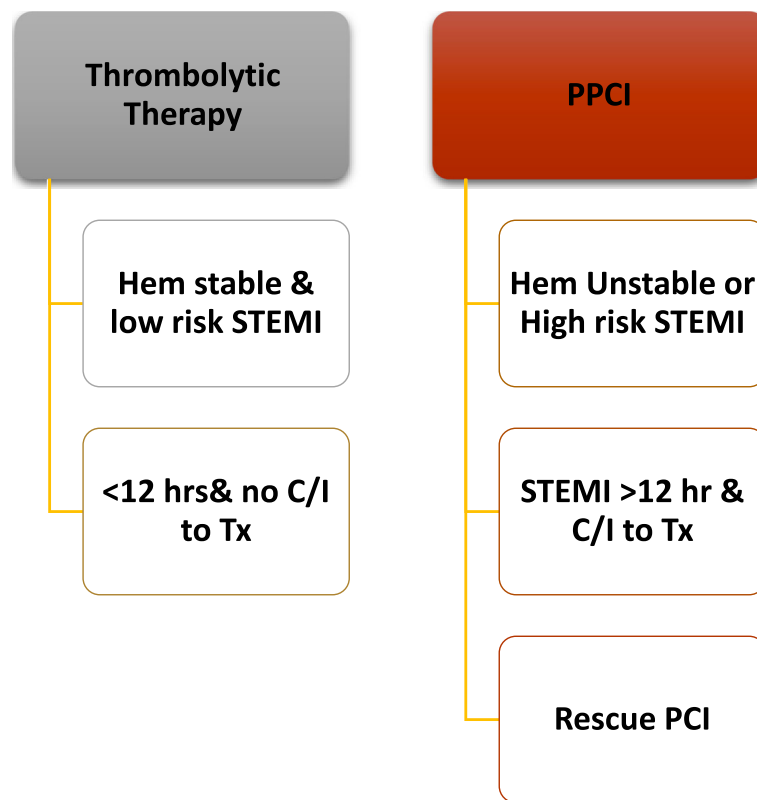 Thrombolytic
Therapy
Hem stable &
low risk STEMI
<12 hrs& no C/I
to Tx
PPCI
Hem Unstable or
High risk STEMI
STEMI >12 hr &
C/I to Tx
Rescue PCI